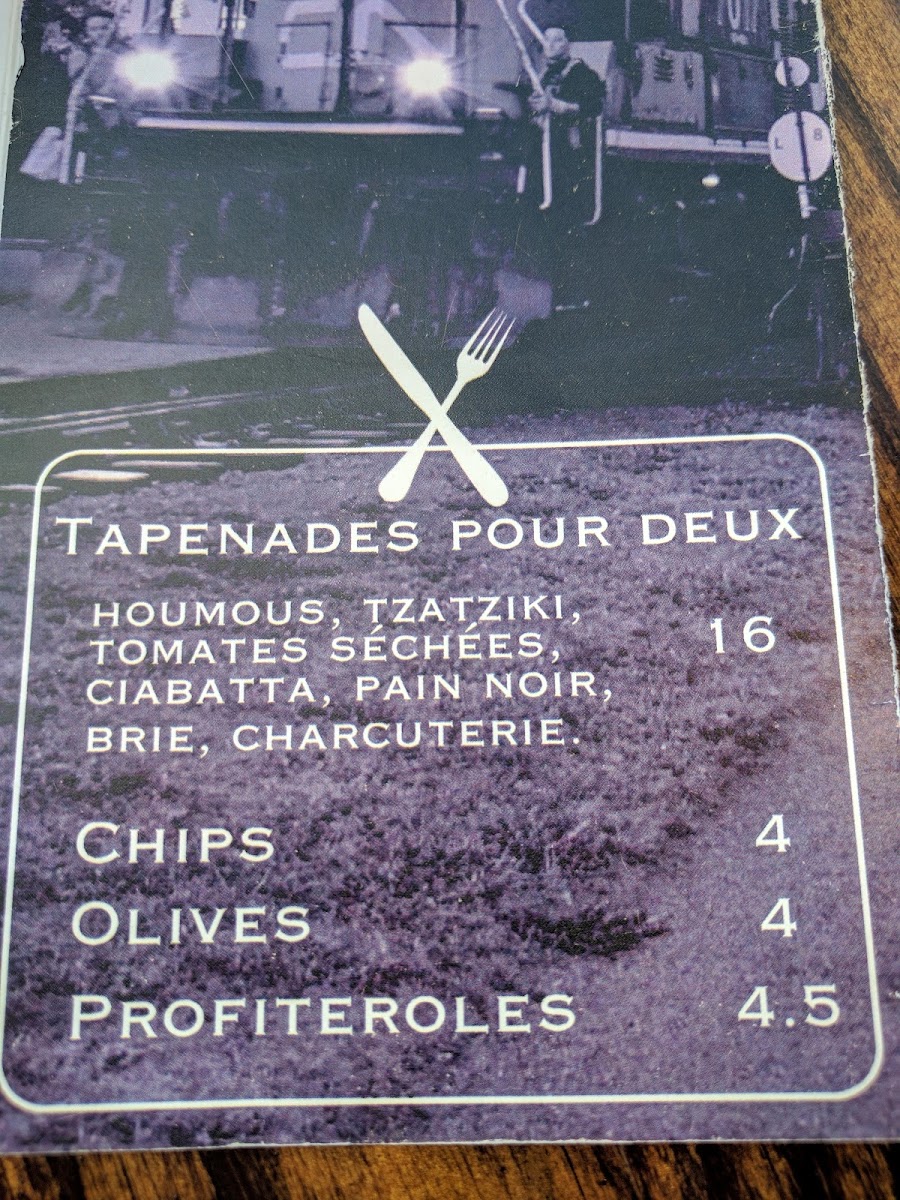 L 8
TAPENADES POUR DEUX
HOUMOUS, TZATZIKI,
TOMATES SÉCHÉES, 16
CIABATTA, PAIN NOIR,
BRIE, CHARCUTERIE.
CHIPS 4
OLIVES 4
PROFITEROLES 4.5